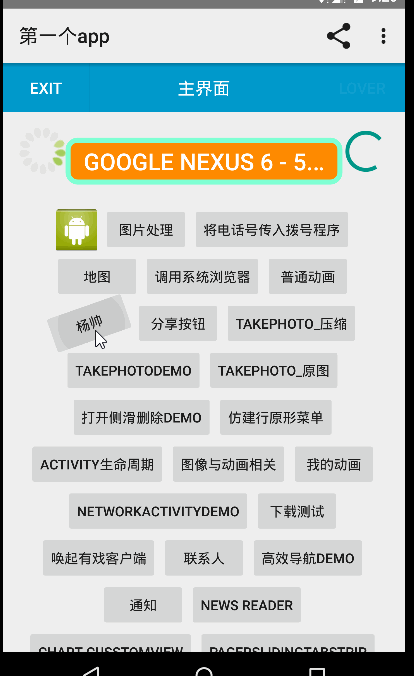 第一个app
EXIT 主界面 LOVER
GOOGLE NEXUS 6 - 5...
图片处理 将电话号传入拨号程序
地图 调用系统浏览器 普通动画
杨帅 分享按钮 TAKEPHOTO_压缩
TAKEPHOTODEMO TAKEPHOTO_原图
打开侧滑删除DEMO 仿建行原形菜单
ACTIVITY生命周期 图像与动画相关 我的动画
NETWORKACTIVITYDEMO 下载测试
唤起有戏客户端 联系人 高效导航DEMO
通知 NEWS READER
CHART CUSSTOMVIEW PAGERSLIDINGTABSTRIP